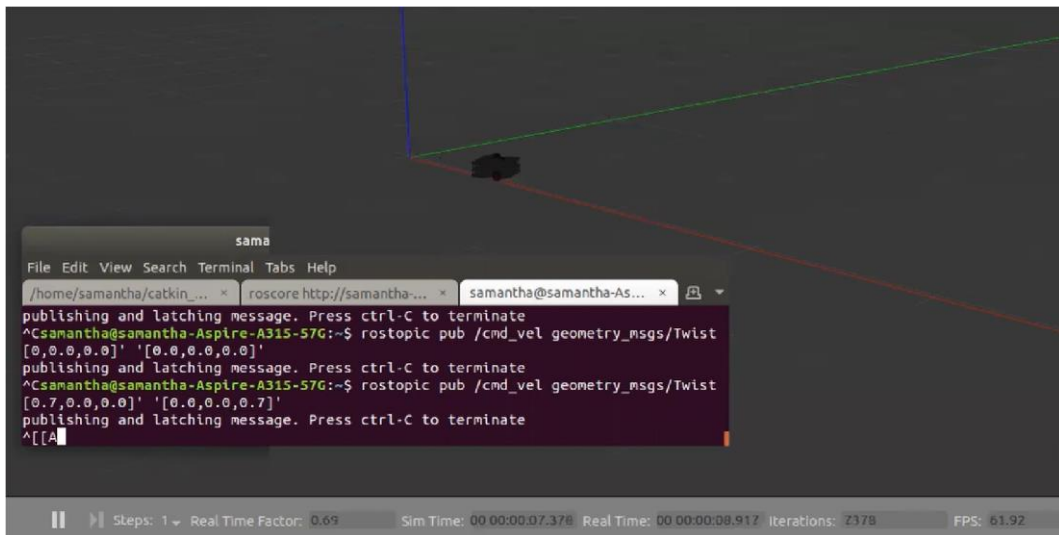 sama
File Edit View Search Terminal Tabs Help
/home/samantha/catkin_... × roscore http://samantha-... × samantha@samantha-As... ×
publishing and latching message. Press ctrl-C to terminate
^Csamantha@samantha-Aspire-A315-57G:~$ rostopic pub /cmd_vel geometry_msgs/Twist
[0,0.0,0.0]' '[0.0,0.0,0.0]'
publishing and latching message. Press ctrl-C to terminate
^Csamantha@samantha-Aspire-A315-57G:~$ rostopic pub /cmd_vel geometry_msgs/Twist
[0.7,0.0,0.0]' '[0.0,0.0,0.7]'
publishing and latching message. Press ctrl-C to terminate
^[[A
Steps: 1 Real Time Factor: 0.69 Sim Time: 00 00:00:07.378 Real Time: 00 00:00:08.917 Iterations: 7378 FPS: 61.92